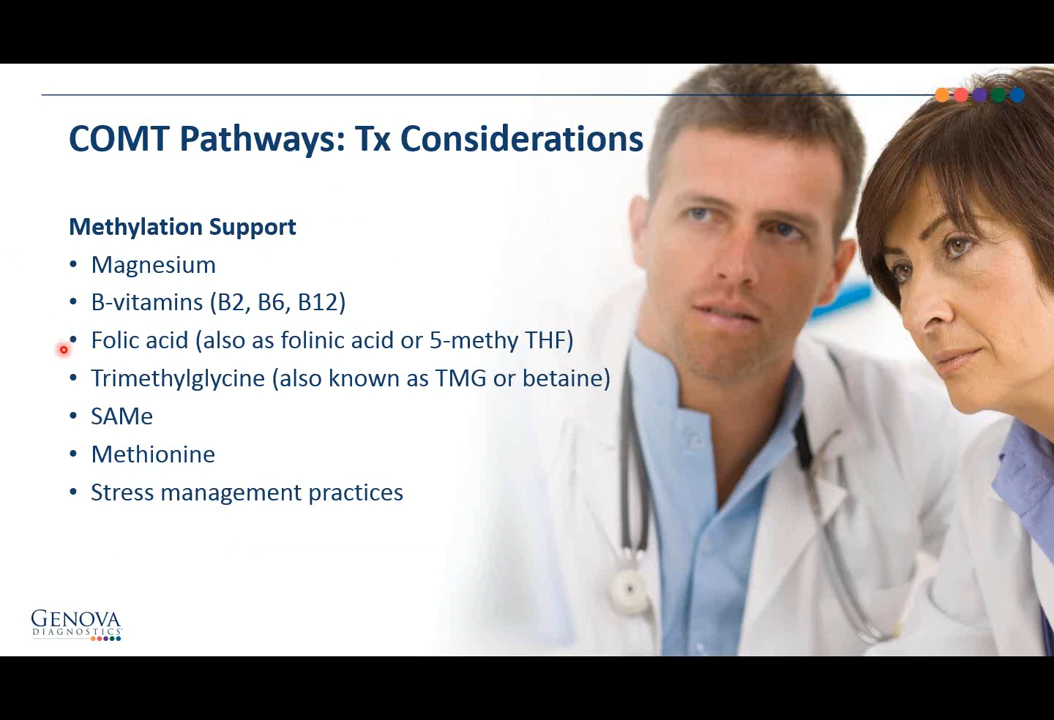 COMT Pathways: Tx Considerations
Methylation Support
• Magnesium
• B-vitamins (B2, B6, B12)
• Folic acid (also as folinic acid or 5-methy THF)
• Trimethylglycine (also known as TMG or betaine)
• SAMe
• Methionine
• Stress management practices
GENOVA
DIAGNOSTICS